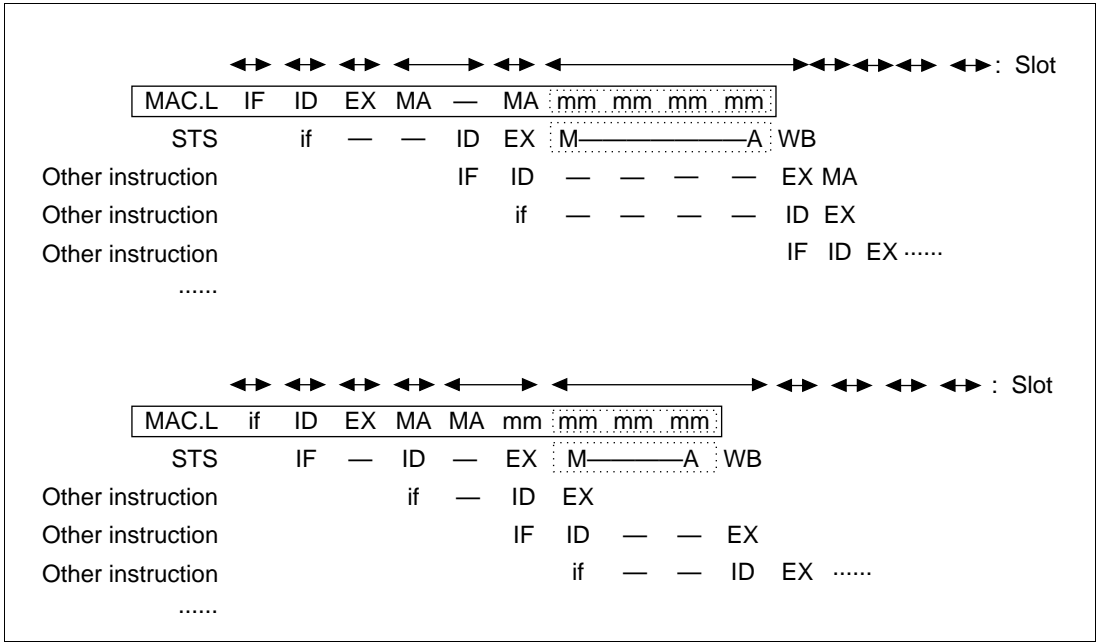 : Slot
MAC.L IF ID EX MA — MA mm mm mm mm
STS if — — ID EX M————A WB
Other instruction IF ID — — — — EX MA
Other instruction if — — — — ID EX
Other instruction IF ID EX ······
······
: Slot
MAC.L if ID EX MA MA mm mm mm mm
STS IF — ID — EX M———A WB
Other instruction if — ID EX
Other instruction IF ID — — EX
Other instruction if — — ID EX ······
······